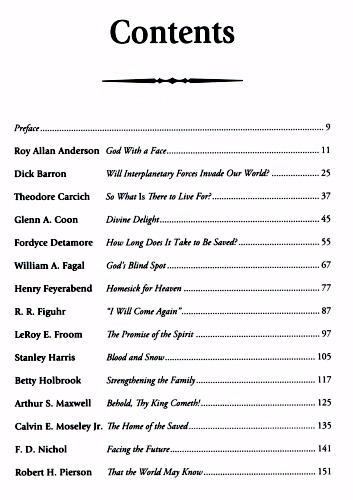 Contents
Preface 9
Roy Allan Anderson God With a Face 11
Dick Barron Will Interplanetary Forces Invade Our World? 25
Theodore Carcich So What Is There to Live For? 37
Glenn A. Coon Divine Delight 45
Fordyce Detamore How Long Does It Take to Be Saved? 55
William A. Fagal God's Blind Spot 67
Henry Feyerabend Homesick for Heaven 77
R. R. Figuhr "I Will Come Again" 87
LeRoy E. Froom The Promise of the Spirit 97
Stanley Harris Blood and Snow 105
Betty Holbrook Strengthening the Family 117
Arthur S. Maxwell Behold, Thy King Cometh! 125
Calvin E. Moseley Jr. The Home of the Saved 135
F. D. Nichol Facing the Future 141
Robert H. Pierson That the World May Know 151